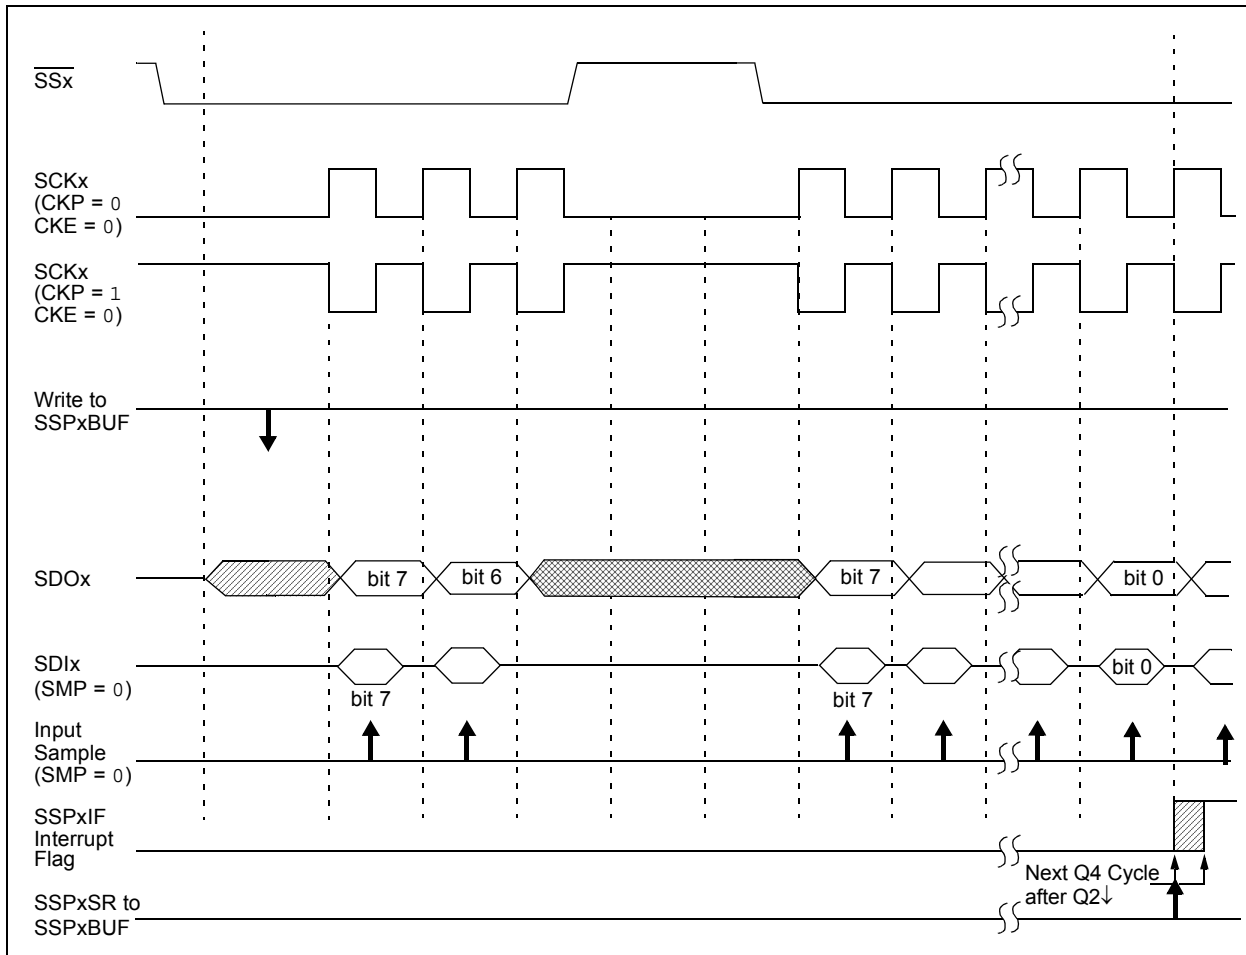 SSx
SCKx
(CKP = 0
CKE = 0)
SCKx
(CKP = 1
CKE = 0)
Write to
SSPxBUF
SDOx
bit 7
bit 6
bit 7
bit 0
SDIx
(SMP = 0)
bit 7
bit 7
bit 0
Input
Sample
(SMP = 0)
SSPxIF
Interrupt
Flag
Next Q4 Cycle
after Q2↓
SSPxSR to
SSPxBUF